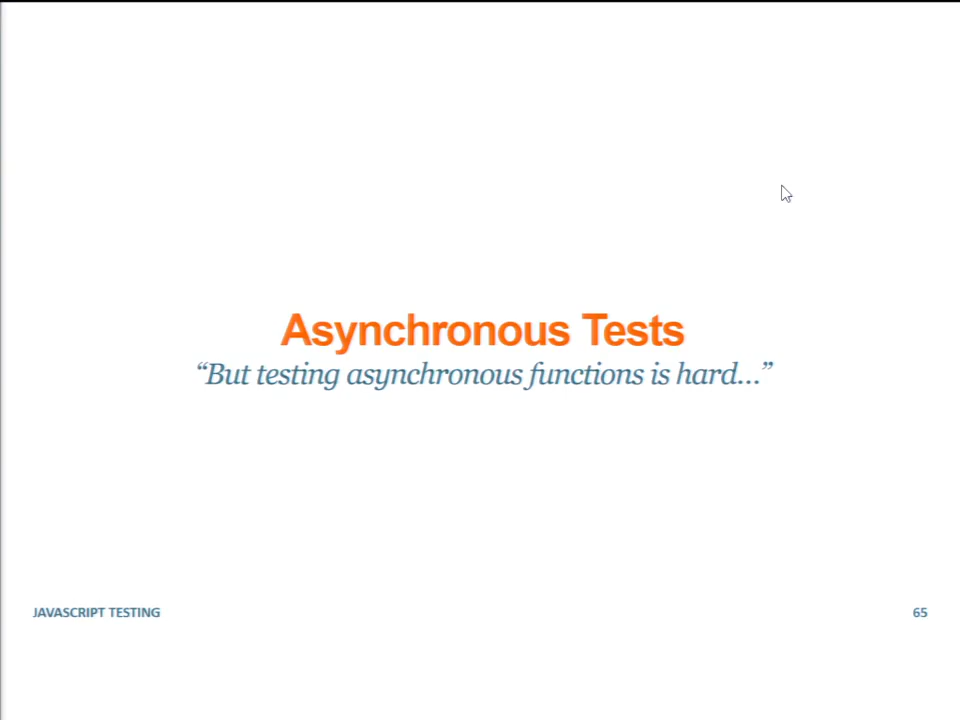 Asynchronous Tests
“But testing asynchronous functions is hard…”
JAVASCRIPT TESTING
65